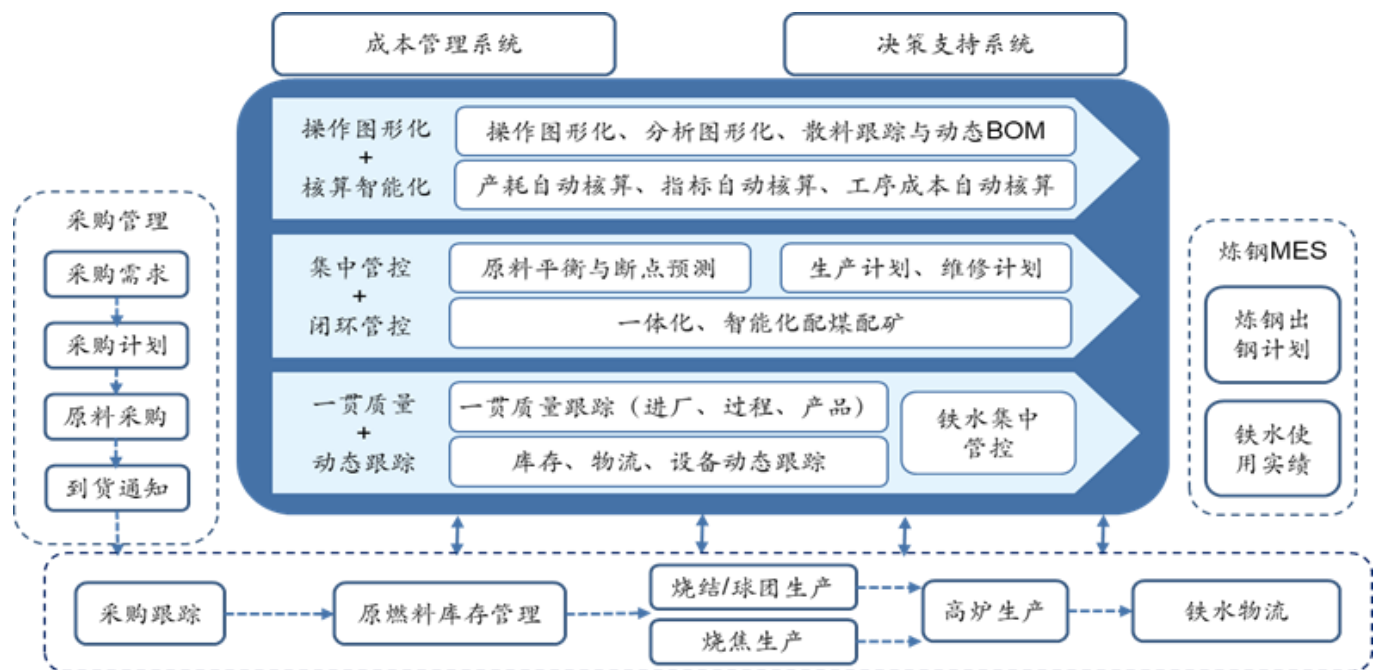 成本管理系统
决策支持系统
操作图形化
+
核算智能化
操作图形化、分析图形化、散料跟踪与动态BOM
产耗自动核算、指标自动核算、工序成本自动核算
采购管理
采购需求
采购计划
原料采购
到货通知
集中管控
+
闭环管控
原料平衡与断点预测
生产计划、维修计划
一体化、智能化配煤配矿
一贯质量
+
动态跟踪
一贯质量跟踪（进厂、过程、产品）
库存、物流、设备动态跟踪
铁水集中
管控
炼钢MES
炼钢出
钢计划
铁水使
用实绩
采购跟踪
原燃料库存管理
烧结/球团生产
烧焦生产
高炉生产
铁水物流